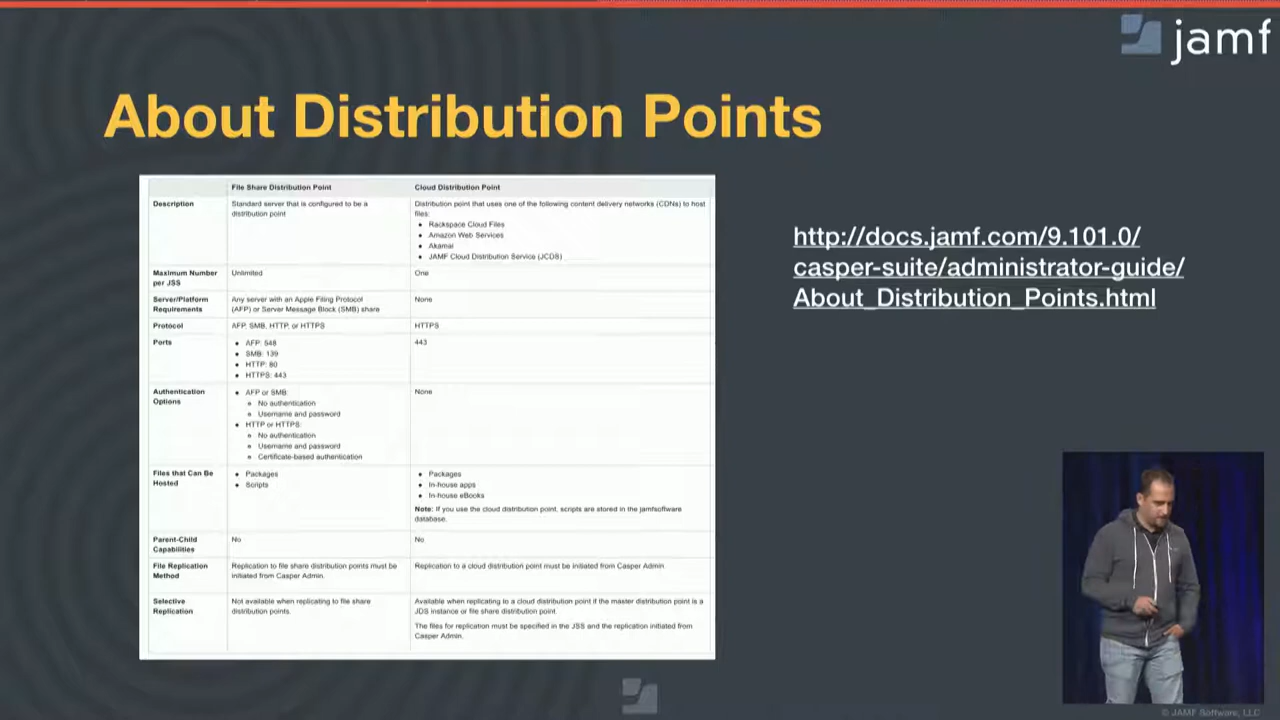 jamf
About Distribution Points
File Share Distribution Point Cloud Distribution Point
Description Standard server that is configured to be a Distribution point that uses one of the following content delivery networks (CDNs) to host
distribution point files:
• Rackspace Cloud Files
• Amazon Web Services
• Akamai
• JAMF Cloud Distribution Service (JCDS)
Maximum Number Unlimited One
per JSS
Server/Platform Any server with an Apple Filing Protocol None
Requirements (AFP) or Server Message Block (SMB) share
Protocol AFP, SMB, HTTP, or HTTPS HTTPS
Ports • AFP: 548 443
• SMB: 139
• HTTP: 80
• HTTPS: 443
Authentication • AFP or SMB: None
Options ◦ No authentication
◦ Username and password
• HTTP or HTTPS:
◦ No authentication
◦ Username and password
◦ Certificate-based authentication
Files that Can Be • Packages • Packages
Hosted • Scripts • In-house apps
• In-house eBooks
Note: If you use the cloud distribution point, scripts are stored in the jamfsoftware
database.
Parent-Child No No
Capabilities
File Replication Replication to file share distribution points must be Replication to a cloud distribution point must be initiated from Casper Admin.
Method initiated from Casper Admin.
Selective Not available when replicating to file share Available when replicating to a cloud distribution point if the master distribution point is a
Replication distribution points. JDS instance or file share distribution point.
The files for replication must be specified in the JSS and the replication initiated from
Casper Admin.
http://docs.jamf.com/9.101.0/
casper-suite/administrator-guide/
About_Distribution_Points.html
© JAMF Software, LLC